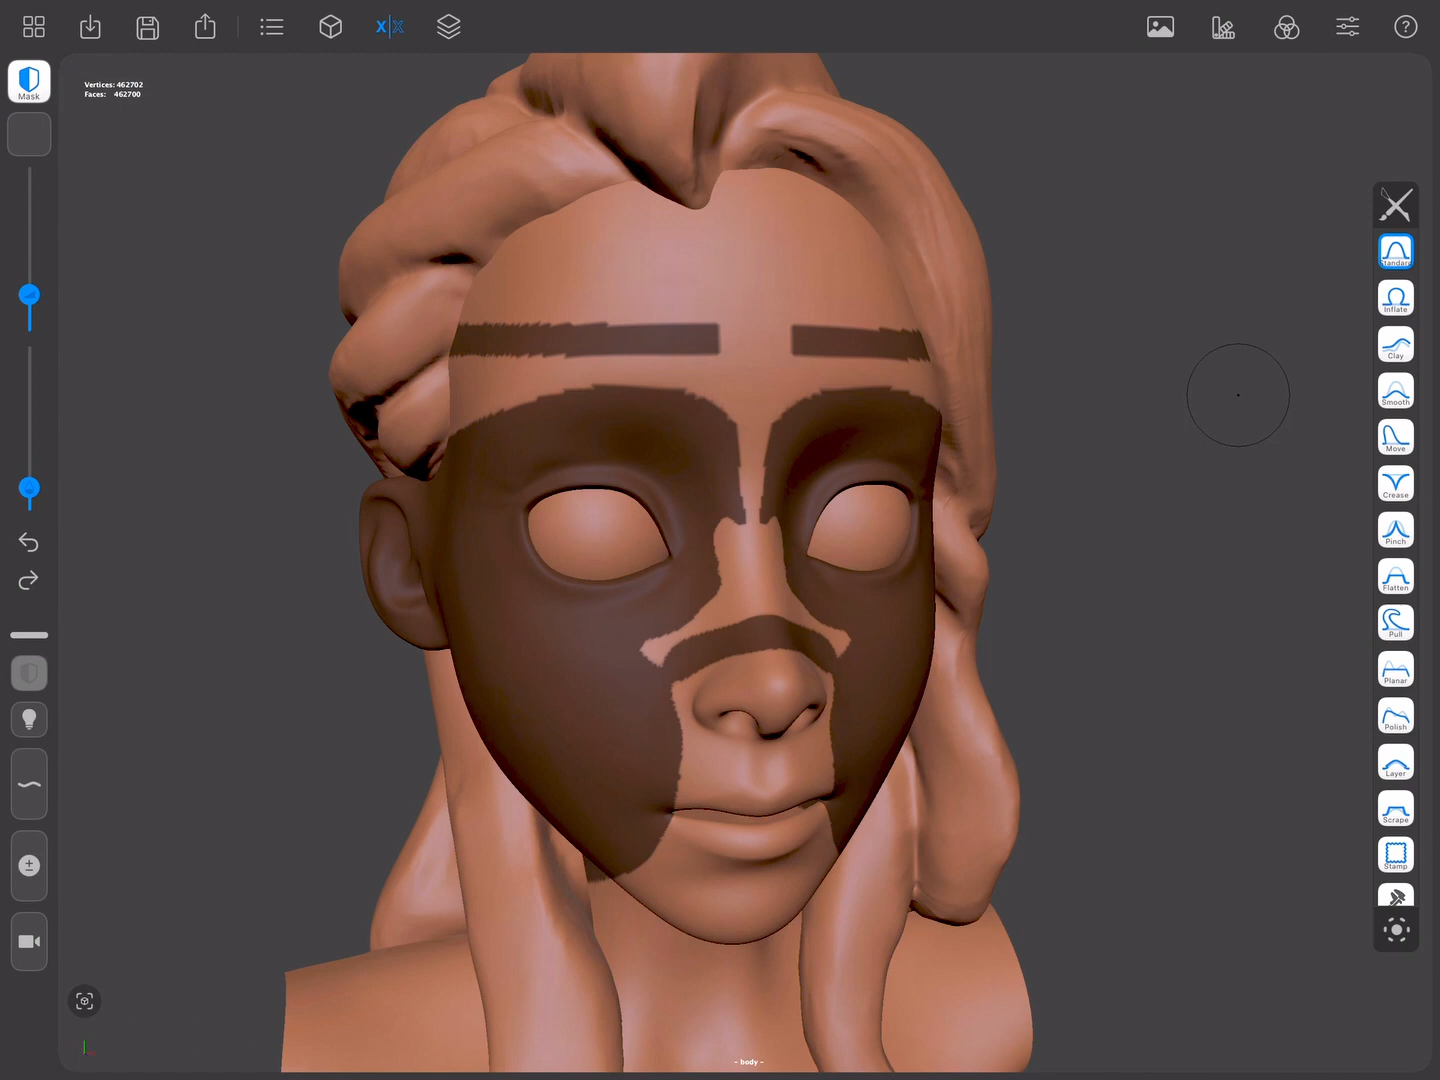 X|X
Mask
Vertices: 462702
Faces: 462700
Standard
Inflate
Clay
Smooth
Move
Crease
Pinch
Flatten
Pull
Planar
Polish
Layer
Scrape
Stamp
- body -